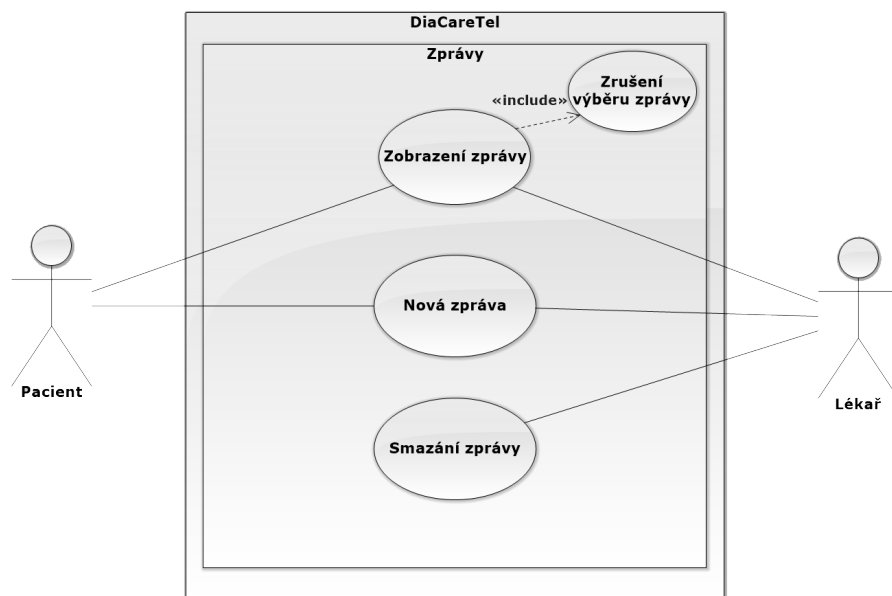 DiaCareTel
Zprávy
Zrušení
výběru zprávy
«include»
Zobrazení zprávy
Nová zpráva
Pacient
Lékař
Smazání zprávy